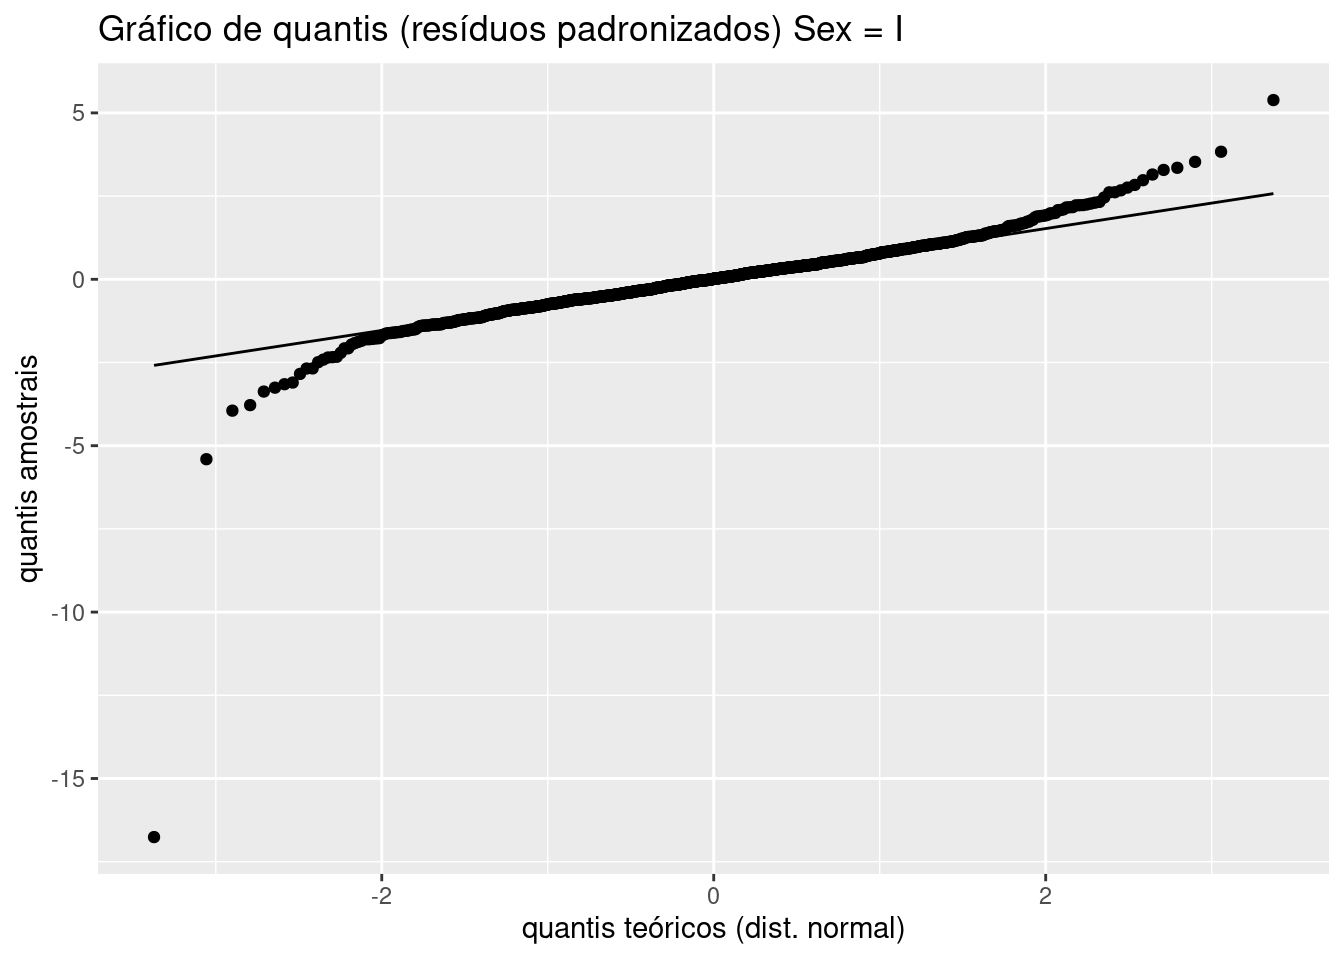 Gráfico de quantis (resíduos padronizados) Sex = I
5
0
-5
-10
-15
quantis amostrais
-2
0
2
quantis teóricos (dist. normal)